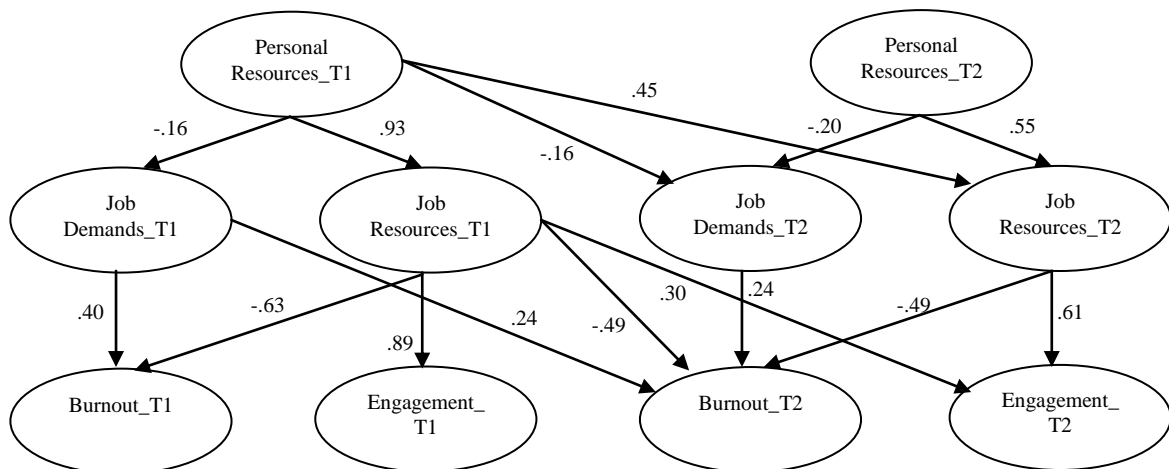 Personal
Resources_T1
Personal
Resources_T2
.45
-.16
.93
-.20
.55
-.16
Job
Demands_T1
Job
Resources_T1
Job
Demands_T2
Job
Resources_T2
.40
-.63
.24
.89
-.49
.30
.24
-.49
.61
Burnout_T1
Engagement_
T1
Burnout_T2
Engagement_
T2